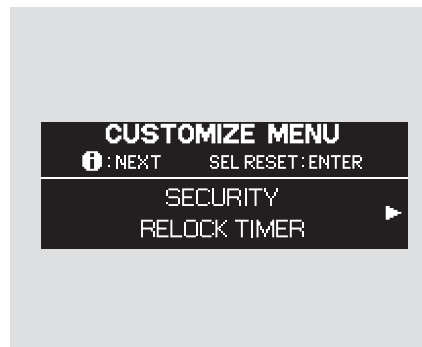 CUSTOMIZE MENU
i : NEXT SEL RESET : ENTER
SECURITY
RELOCK TIMER